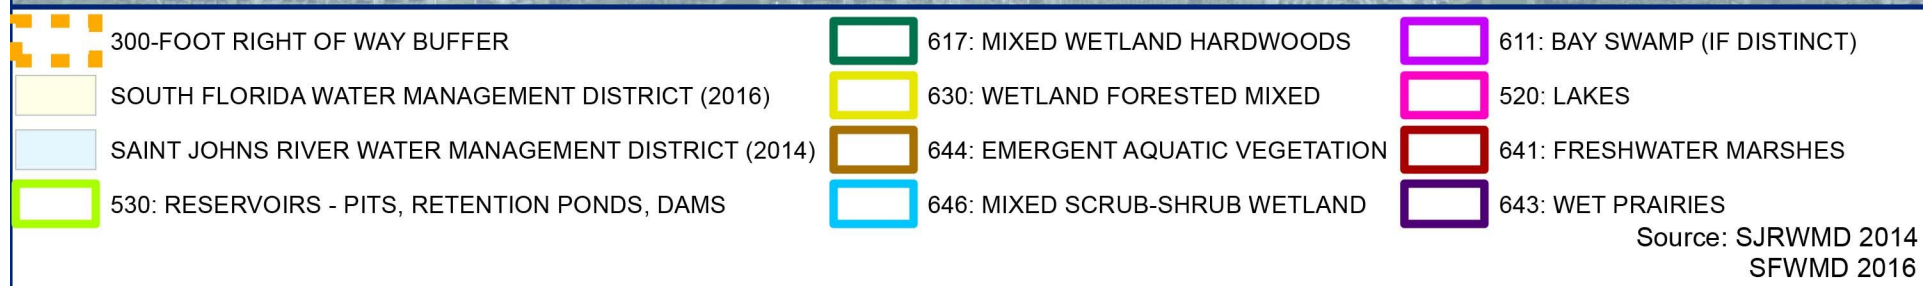 300-FOOT RIGHT OF WAY BUFFER
SOUTH FLORIDA WATER MANAGEMENT DISTRICT (2016)
SAINT JOHNS RIVER WATER MANAGEMENT DISTRICT (2014)
530: RESERVOIRS - PITS, RETENTION PONDS, DAMS
617: MIXED WETLAND HARDWOODS
630: WETLAND FORESTED MIXED
644: EMERGENT AQUATIC VEGETATION
646: MIXED SCRUB-SHRUB WETLAND
611: BAY SWAMP (IF DISTINCT)
520: LAKES
641: FRESHWATER MARSHES
643: WET PRAIRIES
Source: SJRWMD 2014
SFWMD 2016